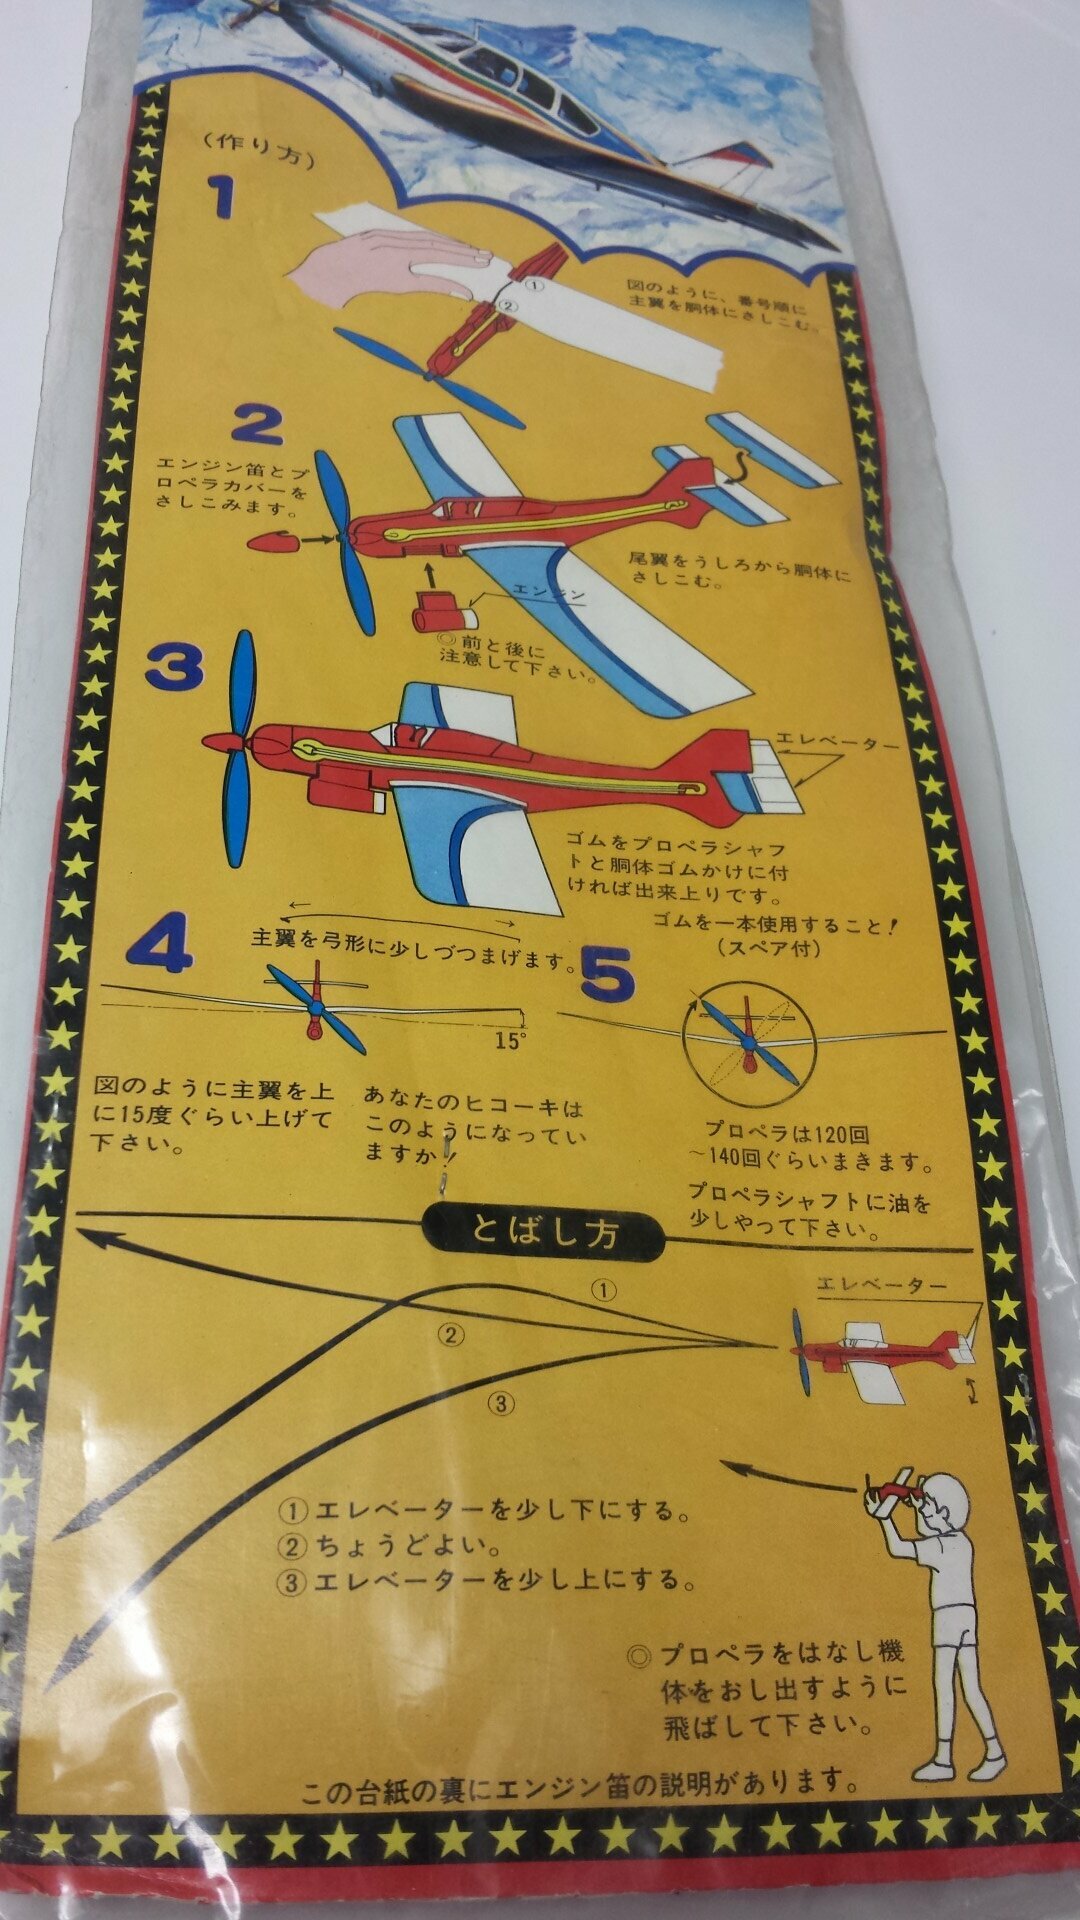 (作り方)
1
①
②
図のように、番号順に
主翼を胴体にさしこむ。
2
エンジン笛とプ
ロペラカバーを
さしこみます。
尾翼をうしろから胴体に
さしこむ。
エンジン
◎前と後に
注意して下さい。
3
エレベーター
ゴムをプロペラシャフ
トと胴体ゴムかけに付
ければ出来上りです。
ゴムを一本使用すること!
(スペア付)
4
主翼を弓形に少しづつまげます。
15°
図のように主翼を上
に15度ぐらい上げて
下さい。
あなたのヒコーキは
このようになってい
ますか!
5
プロペラは120回
～140回ぐらいまきます。
プロペラシャフトに油を
少しやって下さい。
とばし方
①
②
③
エレベーター
①エレベーターを少し下にする。
②ちょうどよい。
③エレベーターを少し上にする。
◎プロペラをはなし機
体をおし出すように
飛ばして下さい。
この台紙の裏にエンジン笛の説明があります。